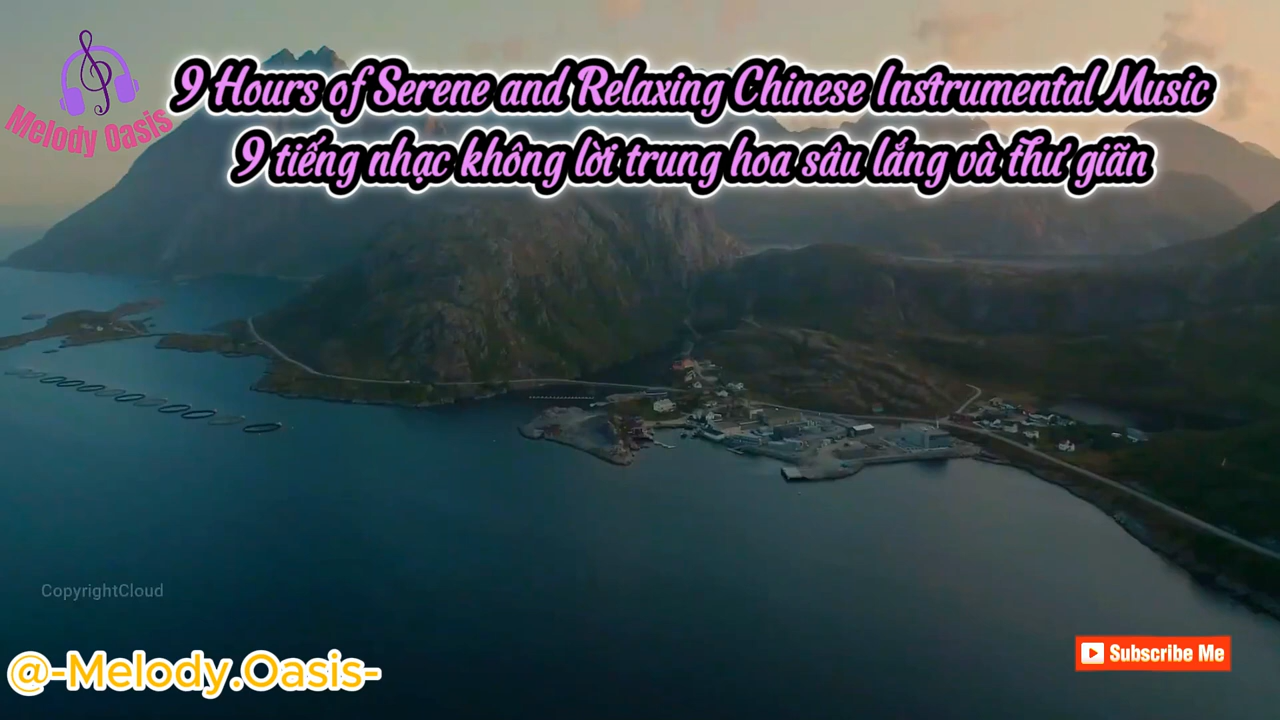 9 Hours of Serene and Relaxing Chinese Instrumental Music
9 tiếng nhạc không lời trung hoa sâu lắng và thư giãn
Melody Oasis
CopyrightCloud
@-Melody.Oasis-
Subscribe Me